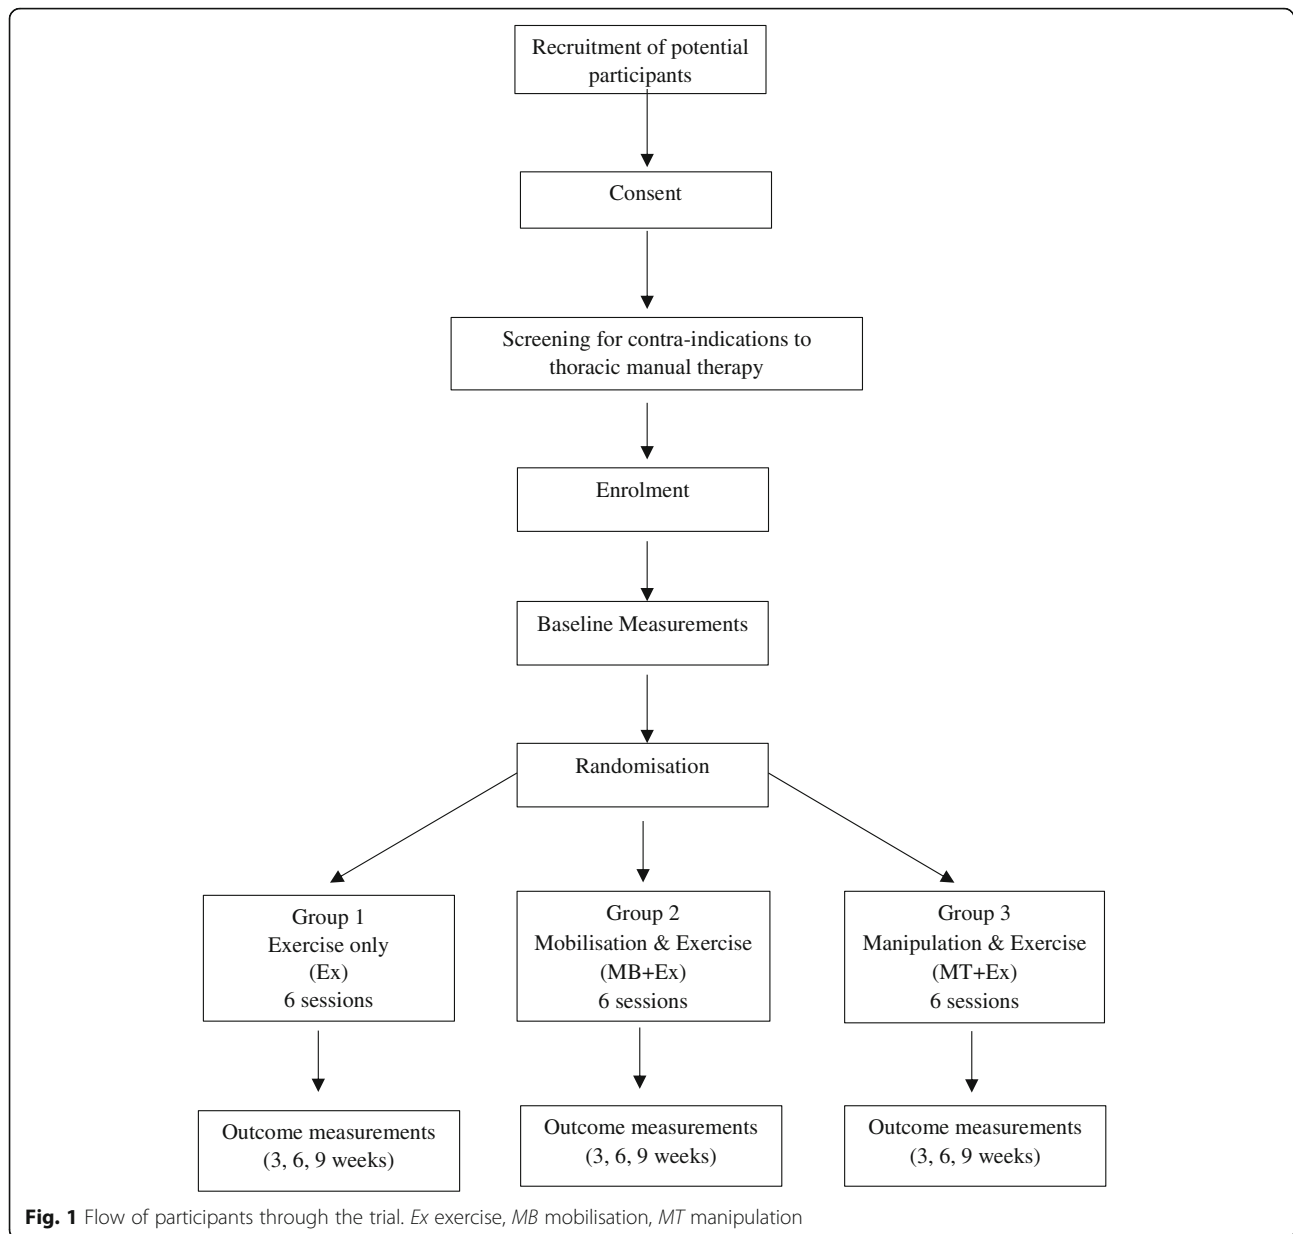 Recruitment of potential
participants
Consent
Screening for contra-indications to
thoracic manual therapy
Enrolment
Baseline Measurements
Randomisation
Group 1
Exercise only
(Ex)
6 sessions
Group 2
Mobilisation & Exercise
(MB+Ex)
6 sessions
Group 3
Manipulation & Exercise
(MT+Ex)
6 sessions
Outcome measurements
(3, 6, 9 weeks)
Outcome measurements
(3, 6, 9 weeks)
Outcome measurements
(3, 6, 9 weeks)
Fig. 1 Flow of participants through the trial. Ex exercise, MB mobilisation, MT manipulation